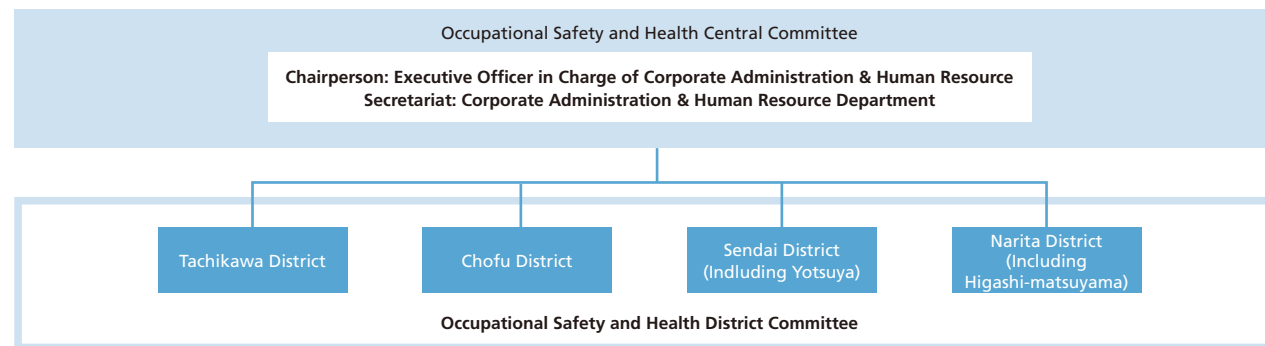 Occupational Safety and Health Central Committee
Chairperson: Executive Officer in Charge of Corporate Administration & Human Resource
Secretariat: Corporate Administration & Human Resource Department
Tachikawa District
Chofu District
Sendai District
(Indluding Yotsuya)
Narita District
(Including
Higashi-matsuyama)
Occupational Safety and Health District Committee